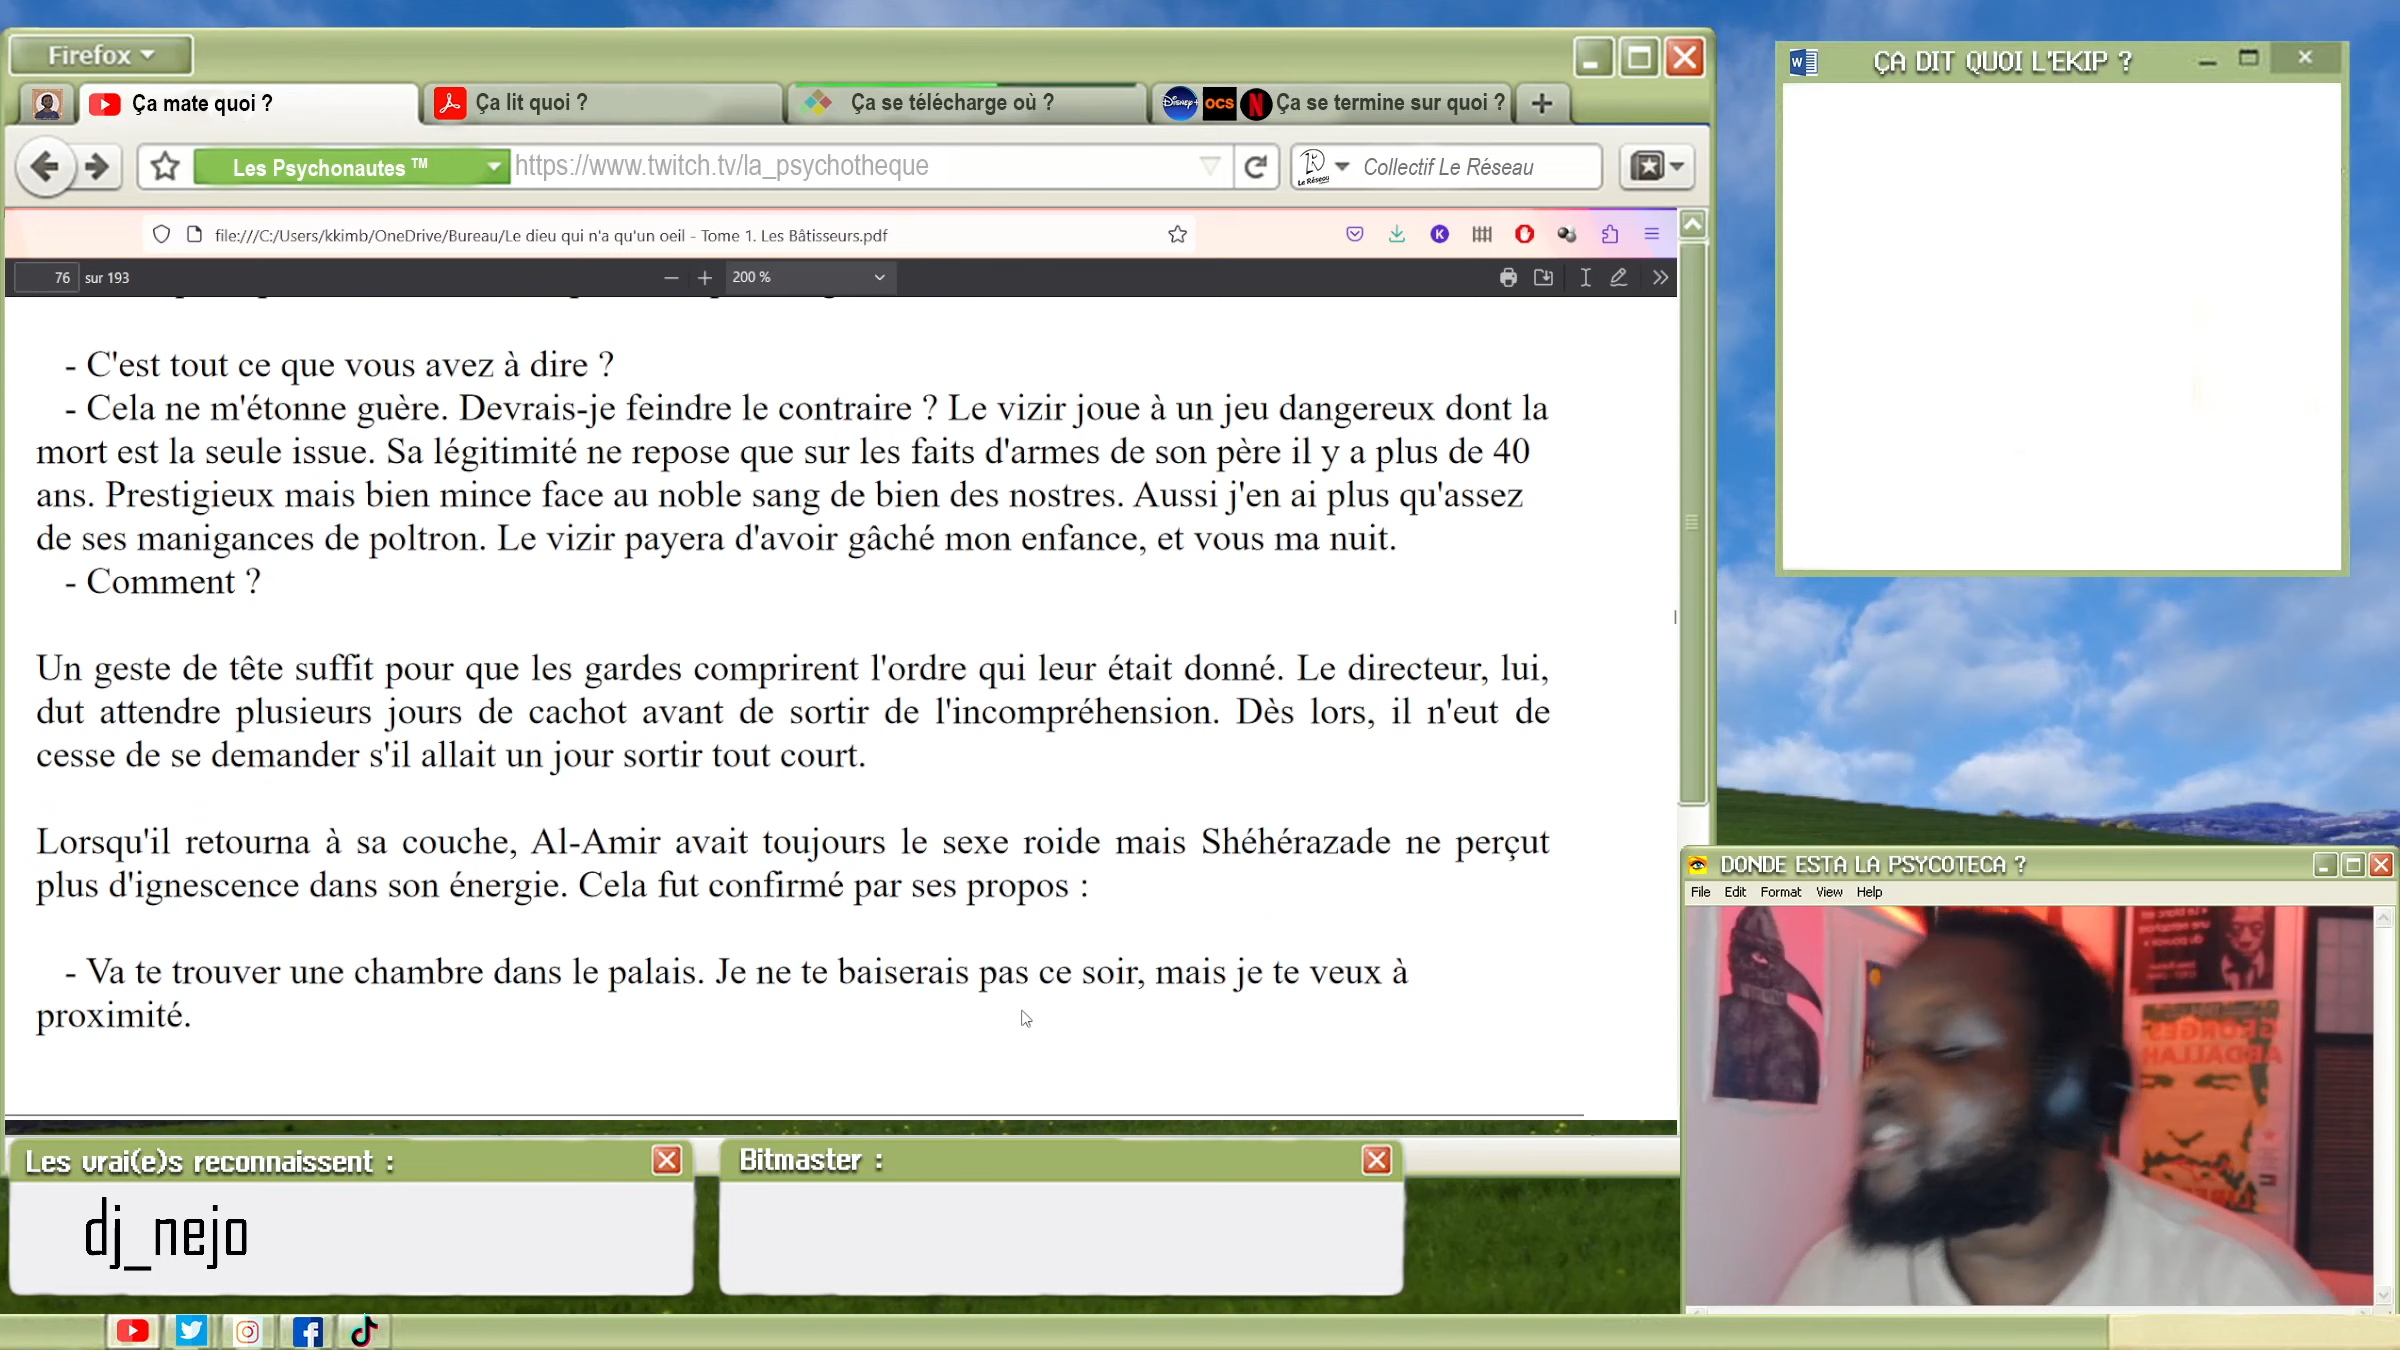 Firefox
Ça mate quoi ?
Ça lit quoi ?
Ça se télécharge où ?
Disney+ OCS N Ça se termine sur quoi ?
Les Psychonautes ™
https://www.twitch.tv/la_psychotheque
Le Réseau
Collectif Le Réseau
file:///C:/Users/kkimb/OneDrive/Bureau/Le dieu qui n'a qu'un oeil - Tome 1. Les Bâtisseurs.pdf
K
76 sur 193
200 %
- C'est tout ce que vous avez à dire ?
- Cela ne m'étonne guère. Devrais-je feindre le contraire ? Le vizir joue à un jeu dangereux dont la
mort est la seule issue. Sa légitimité ne repose que sur les faits d'armes de son père il y a plus de 40
ans. Prestigieux mais bien mince face au noble sang de bien des nostres. Aussi j'en ai plus qu'assez
de ses manigances de poltron. Le vizir payera d'avoir gâché mon enfance, et vous ma nuit.
- Comment ?
Un geste de tête suffit pour que les gardes comprirent l'ordre qui leur était donné. Le directeur, lui,
dut attendre plusieurs jours de cachot avant de sortir de l'incompréhension. Dès lors, il n'eut de
cesse de se demander s'il allait un jour sortir tout court.
Lorsqu'il retourna à sa couche, Al-Amir avait toujours le sexe roide mais Shéhérazade ne perçut
plus d'ignescence dans son énergie. Cela fut confirmé par ses propos :
- Va te trouver une chambre dans le palais. Je ne te baiserais pas ce soir, mais je te veux à
proximité.
W
ÇA DIT QUOI L'EKIP ?
DONDE ESTA LA PSYCOTECA ?
File Edit Format View Help
GEORGES
ABDALLAH
Les vrai(e)s reconnaissent :
dj_nejo
Bitmaster :